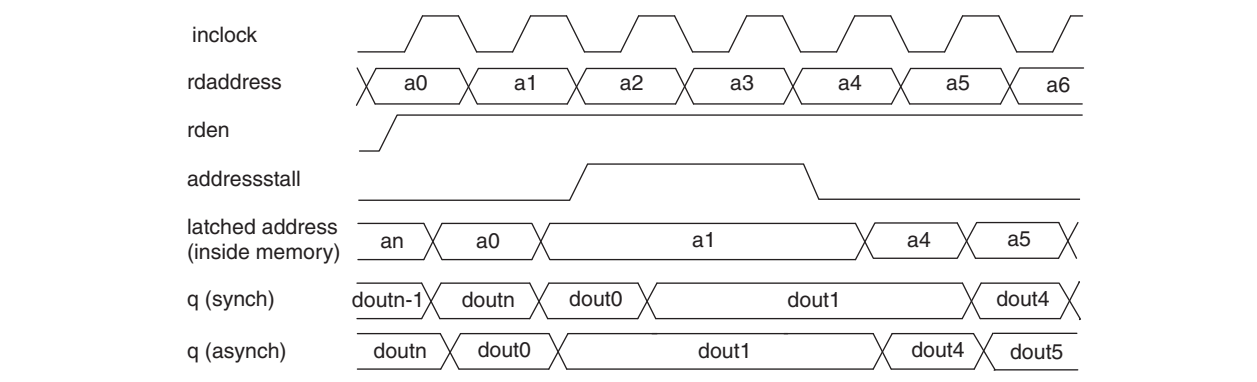 inclock
rdaddress a0 a1 a2 a3 a4 a5 a6
rden
addressstall
latched address
(inside memory) an a0 a1 a4 a5
q (synch) doutn-1 doutn dout0 dout1 dout4
q (asynch) doutn dout0 dout1 dout4 dout5